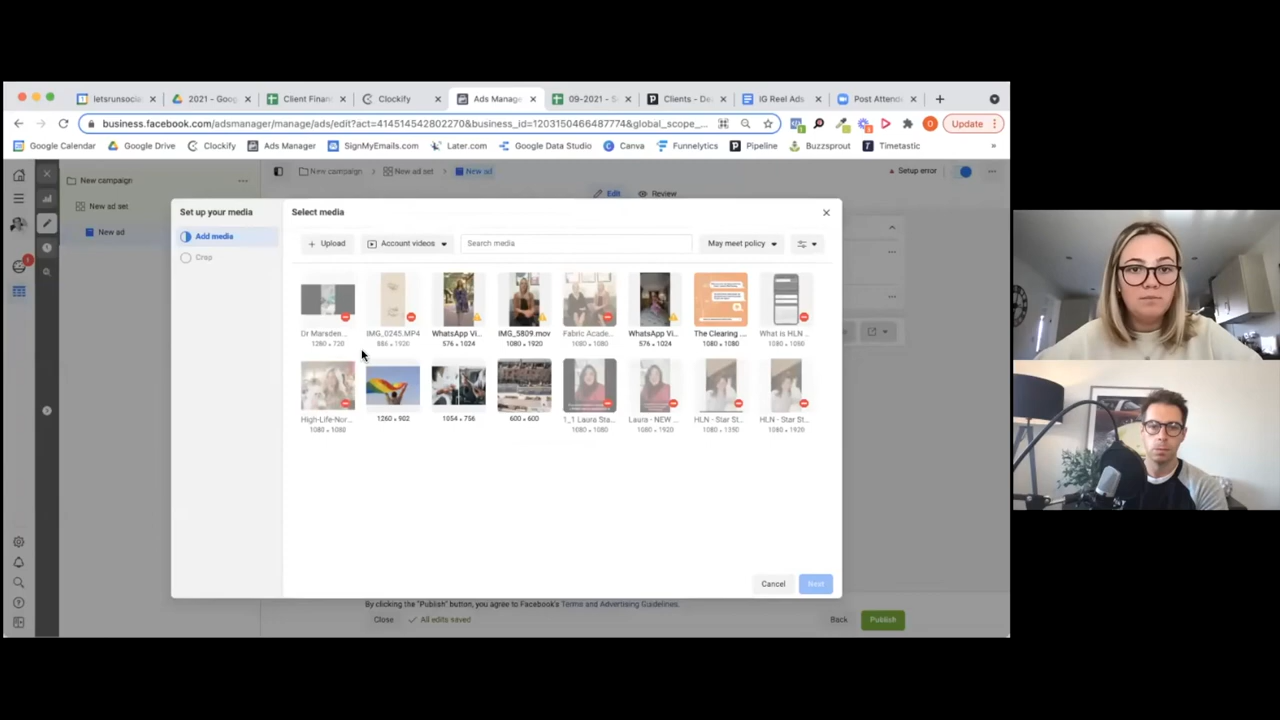 letsrunsocial
2021 - Goog
Client Finan
Clockify
Ads Manage
09-2021 - S
Clients - De
IG Reel Ads
Post Attend
business.facebook.com/adsmanager/manage/ads/edit?act=414514542802270&business_id=1203150466487774&global_scope_...
Update
Google Calendar
Google Drive
Clockify
Ads Manager
SignMyEmails.com
Later.com
Google Data Studio
Canva
Funnelytics
Pipeline
Buzzsprout
Timetastic
New campaign
New ad set
New ad
New campaign
New ad set
New ad
Setup error
Edit
Review
Set up your media
Add media
Crop
Select media
Upload
Account videos
Search media
May meet policy
Dr Marsden ...
IMG_0245.MP4
WhatsApp Vi...
IMG_5809.mov
Fabric Acade...
WhatsApp Vi...
The Clearing ...
What is HLN ...
1280 × 720
886 × 1920
576 × 1024
1080 × 1920
1080 × 1080
576 × 1024
1080 × 1080
1080 × 1080
High-Life-Nor...
1260 × 902
1054 × 756
600 × 600
1_1 Laura Sta...
Laura - NEW ...
HLN - Star St...
HLN - Star St...
1080 × 1080
1080 × 1080
1080 × 1920
1080 × 1350
1080 × 1920
Cancel
Next
By clicking the "Publish" button, you agree to Facebook's Terms and Advertising Guidelines.
Close
All edits saved
Back
Publish